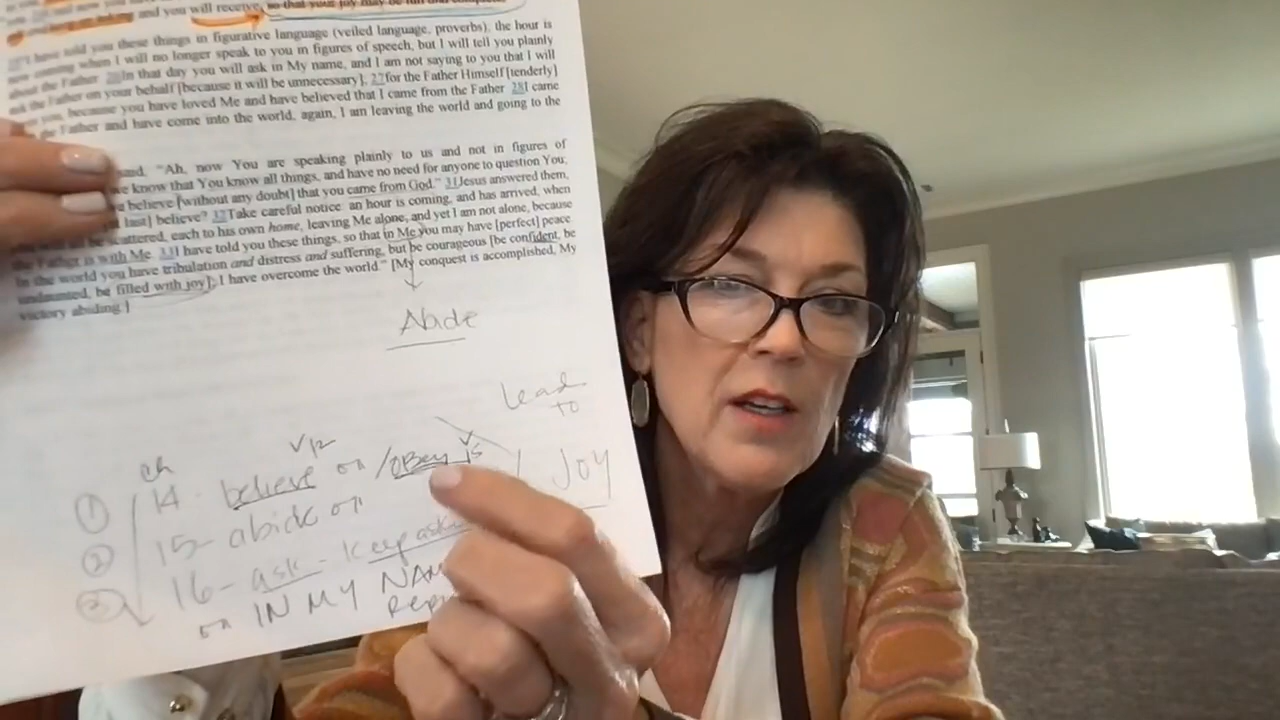 and you will receive, so that your joy may be full and complete.
I have told you these things in figurative language (veiled language, proverbs), the hour is
now coming when I will no longer speak to you in figures of speech, but I will tell you plainly
about the Father. 26In that day you will ask in My name, and I am not saying to you that I will
ask the Father on your behalf [because it will be unnecessary]; 27for the Father Himself [tenderly]
you, because you have loved Me and have believed that I came from the Father. 28I came
the Father and have come into the world, again, I am leaving the world and going to the
"Ah, now You are speaking plainly to us and not in figures of
we know that You know all things, and have no need for anyone to question You;
believe [without any doubt] that you came from God." 31Jesus answered them,
last] believe? 32Take careful notice: an hour is coming, and has arrived, when
be scattered, each to his own home, leaving Me alone, and yet I am not alone, because
the Father is with Me. 33I have told you these things, so that in Me you may have [perfect] peace.
In the world you have tribulation and distress and suffering, but be courageous [be confident, be
undaunted, be filled with joy]; I have overcome the world." [My conquest is accomplished, My
victory abiding.]
Abide
lead
to
ch
① 14 - believe on / OBey Joy
② 15- abide on
③ 16 - ask - keep
on IN MY